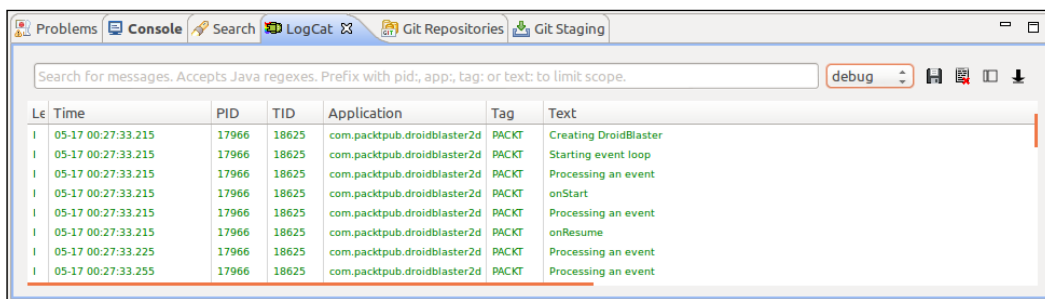 Problems Console Search LogCat Git Repositories Git Staging
Search for messages. Accepts Java regexes. Prefix with pid:, app:, tag: or text: to limit scope. debug
Le Time PID TID Application Tag Text
I 05-17 00:27:33.215 17966 18625 com.packtpub.droidblaster2d PACKT Creating DroidBlaster
I 05-17 00:27:33.215 17966 18625 com.packtpub.droidblaster2d PACKT Starting event loop
I 05-17 00:27:33.215 17966 18625 com.packtpub.droidblaster2d PACKT Processing an event
I 05-17 00:27:33.215 17966 18625 com.packtpub.droidblaster2d PACKT onStart
I 05-17 00:27:33.215 17966 18625 com.packtpub.droidblaster2d PACKT Processing an event
I 05-17 00:27:33.215 17966 18625 com.packtpub.droidblaster2d PACKT onResume
I 05-17 00:27:33.225 17966 18625 com.packtpub.droidblaster2d PACKT Processing an event
I 05-17 00:27:33.255 17966 18625 com.packtpub.droidblaster2d PACKT Processing an event